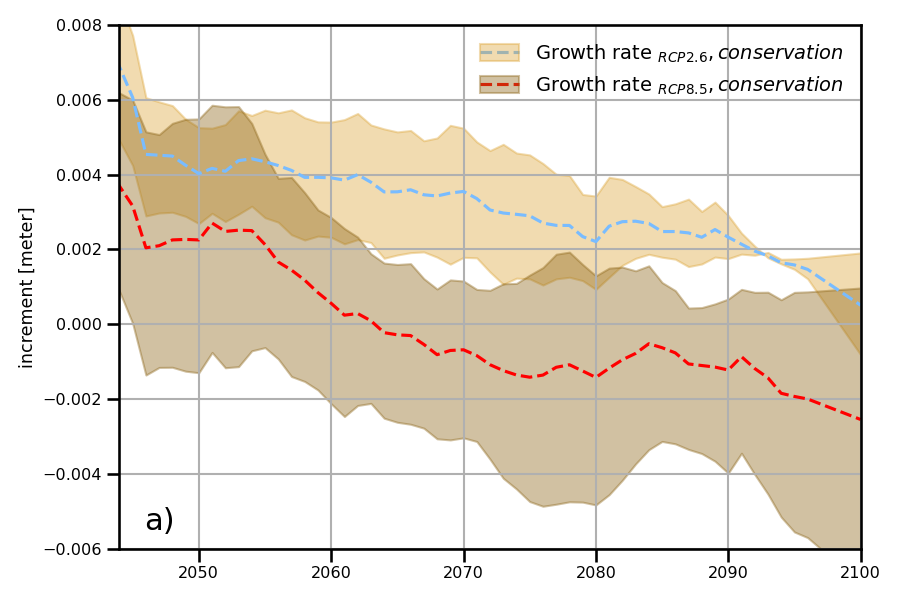 0.008
0.006
0.004
0.002
0.000
−0.002
−0.004
−0.006
increment [meter]
Growth rate RCP2.6, conservation
Growth rate RCP8.5, conservation
a)
2050 2060 2070 2080 2090 2100